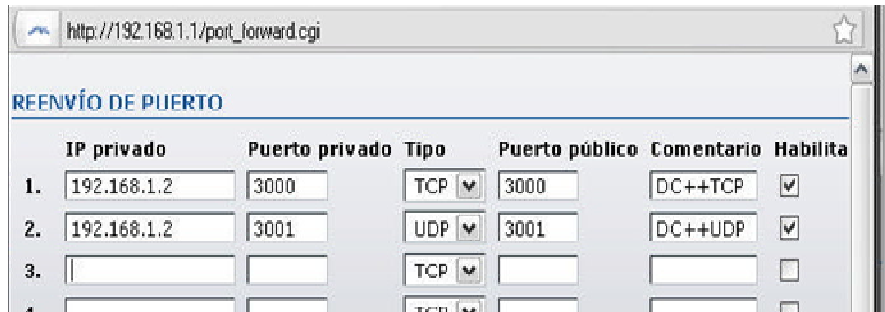 http://192.168.1.1/port_forward.cgi
REENVÍO DE PUERTO
IP privado Puerto privado Tipo Puerto público Comentario Habilita
1. 192.168.1.2 3000 TCP 3000 DC++TCP
2. 192.168.1.2 3001 UDP 3001 DC++UDP
3. TCP
4. TCP